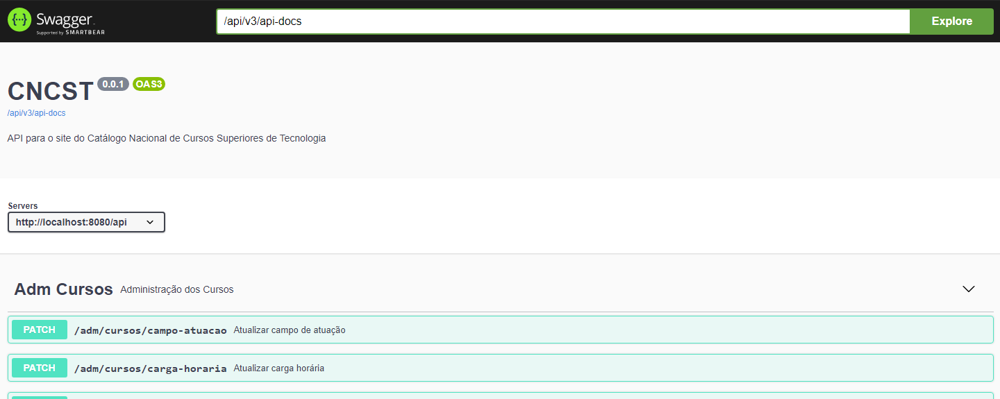 Swagger.
Supported by SMARTBEAR
/api/v3/api-docs
Explore
CNCST 0.0.1 OAS3
/api/v3/api-docs
API para o site do Catálogo Nacional de Cursos Superiores de Tecnologia
Servers
http://localhost:8080/api
Adm Cursos Administração dos Cursos
PATCH /adm/cursos/campo-atuacao Atualizar campo de atuação
PATCH /adm/cursos/carga-horaria Atualizar carga horária